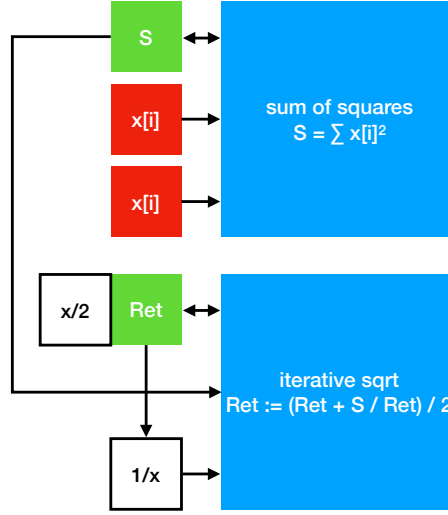 S
x[i]
x[i]
sum of squares
S = ∑ x[i]²
x/2
Ret
iterative sqrt
Ret := (Ret + S / Ret) / 2
1/x